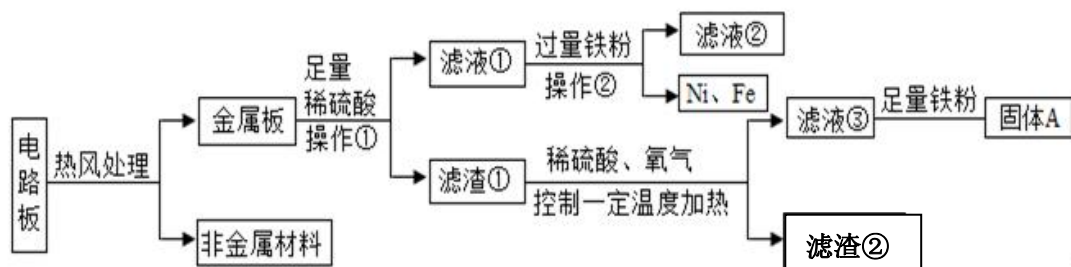 电路板
热风处理
金属板
非金属材料
足量
稀硫酸
操作①
滤液①
滤渣①
过量铁粉
操作②
滤液②
Ni、Fe
稀硫酸、氧气
控制一定温度加热
滤液③
滤渣②
足量铁粉
固体A